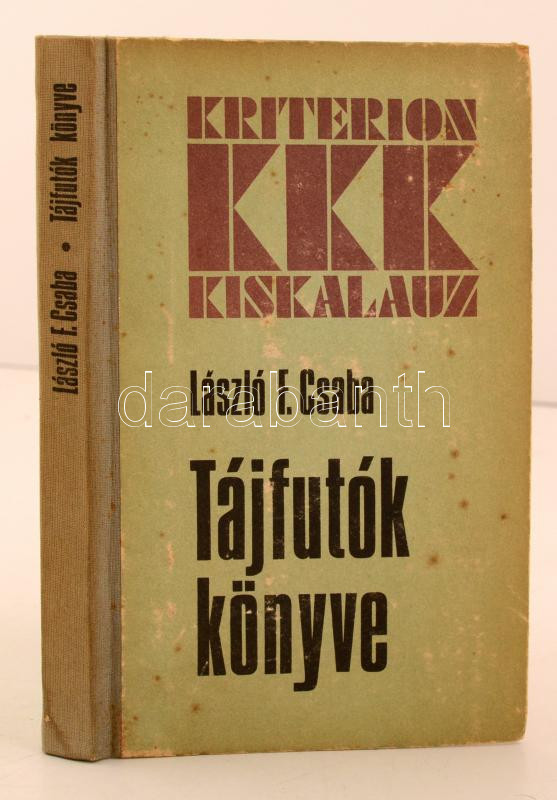 László F. Csaba • Tájfutók könyve
KRITERION
KKK
KISKALAUZ
László F. Csaba
darabanth
Tájfutók
könyve